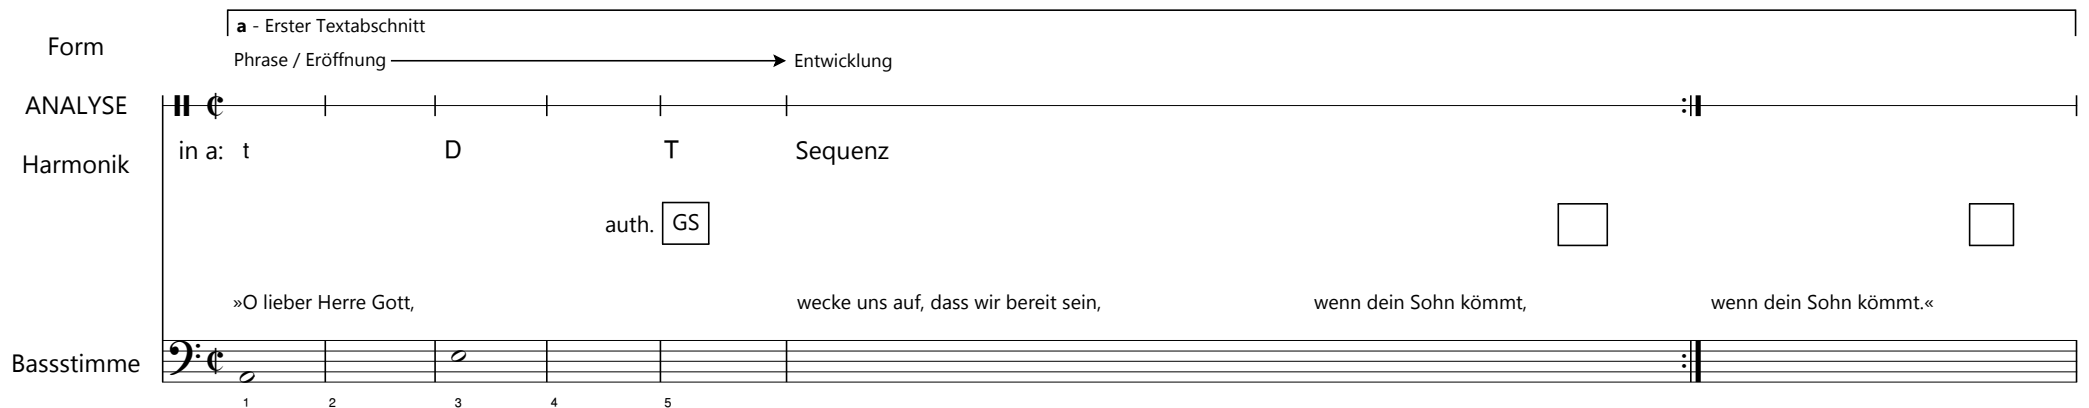 a - Erster Textabschnitt
Form
Phrase / Eröffnung Entwicklung
ANALYSE
in a: t D T Sequenz
Harmonik
auth. GS
»O lieber Herre Gott, wecke uns auf, dass wir bereit sein, wenn dein Sohn kömmt, wenn dein Sohn kömmt.«
Bassstimme
1 2 3 4 5